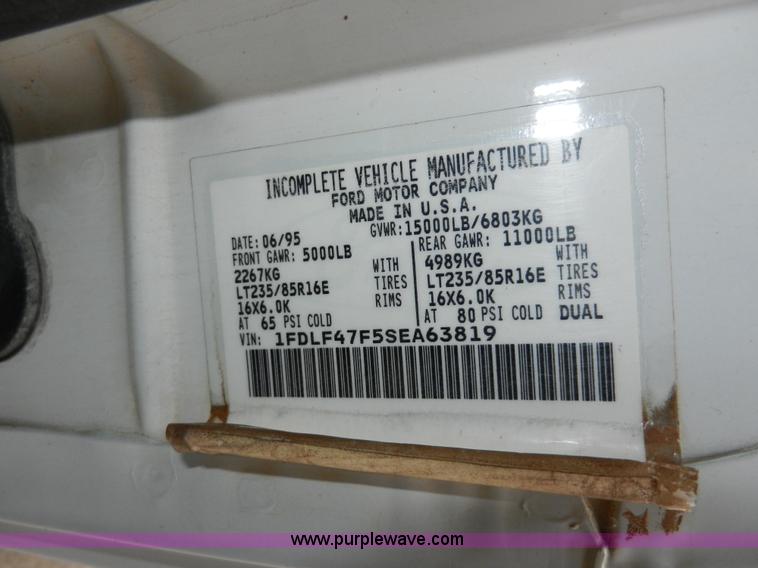 INCOMPLETE VEHICLE MANUFACTURED BY
FORD MOTOR COMPANY
MADE IN U.S.A.
DATE: 06/95 GVWR: 15000LB/6803KG
FRONT GAWR: 5000LB REAR GAWR: 11000LB
2267KG WITH 4989KG WITH
LT235/85R16E TIRES LT235/85R16E TIRES
16X6.0K RIMS 16X6.0K RIMS
AT 65 PSI COLD AT 80 PSI COLD DUAL
VIN: 1FDLF47F5SEA63819
www.purplewave.com